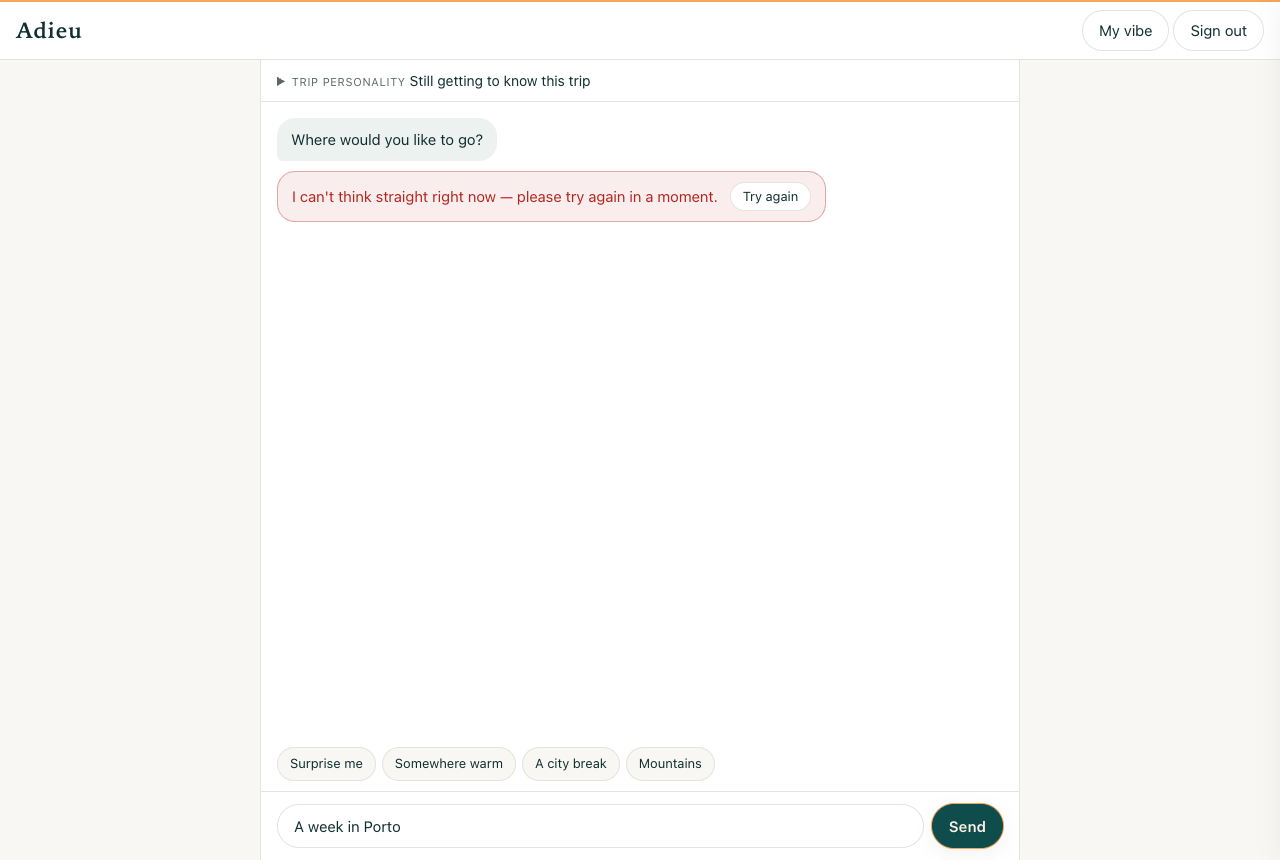 Adieu
My vibe
Sign out
TRIP PERSONALITY Still getting to know this trip
Where would you like to go?
I can't think straight right now — please try again in a moment.
Try again
Surprise me
Somewhere warm
A city break
Mountains
A week in Porto
Send